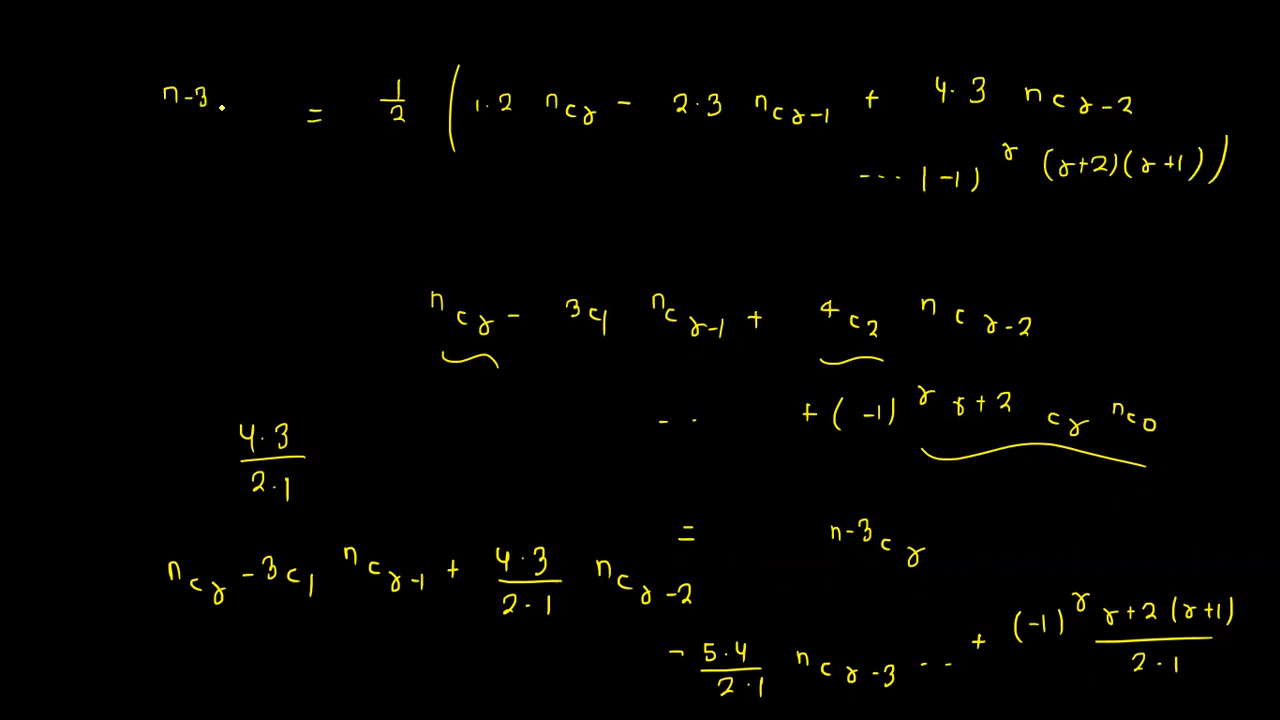 n-3 . = 1/2 ( 1.2 nCr - 2.3 nCr-1 + 4.3 nCr-2
.... (-1)^r (r+2)(r+1))
nCr - 3C1 nCr-1 + 4C2 nCr-2
- . + (-1)^r r+2 Cr nC0
4.3
2.1
= n-3Cr
nCr - 3C1 nCr-1 + 4.3/2.1 nCr-2
- 5.4/2.1 nCr-3 .. + (-1)^r r+2(r+1)/2.1